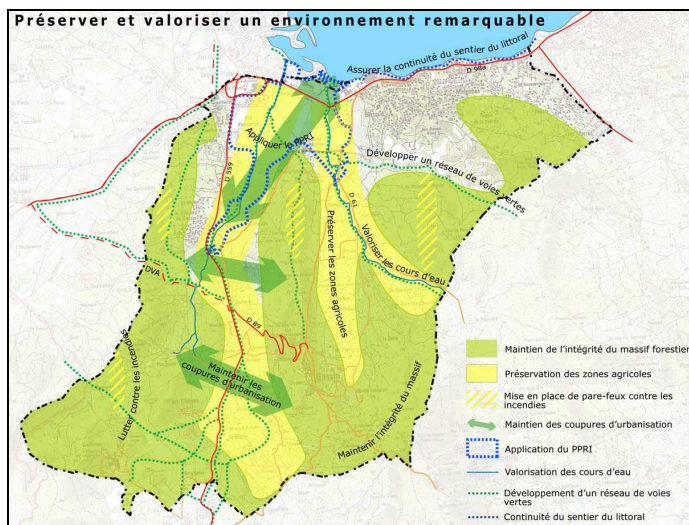 Préserver et valoriser un environnement remarquable
Assurer la continuité du sentier du littoral
D 98a
Appliquer le PPRI
Développer un réseau de voies vertes
D 559
D 61
Préserver les zones agricoles
Valoriser les cours d'eau
DVA
D 89
Lutter contre les incendies
Maintenir les
coupures d'urbanisation
Maintenir l'intégrité du massif
Maintien de l'intégrité du massif forestier
Préservation des zones agricoles
Mise en place de pare-feux contre les
incendies
Maintien des coupures d'urbanisation
Application du PPRI
Valorisation des cours d'eau
Développement d'un réseau de voies
vertes
Continuité du sentier du littoral